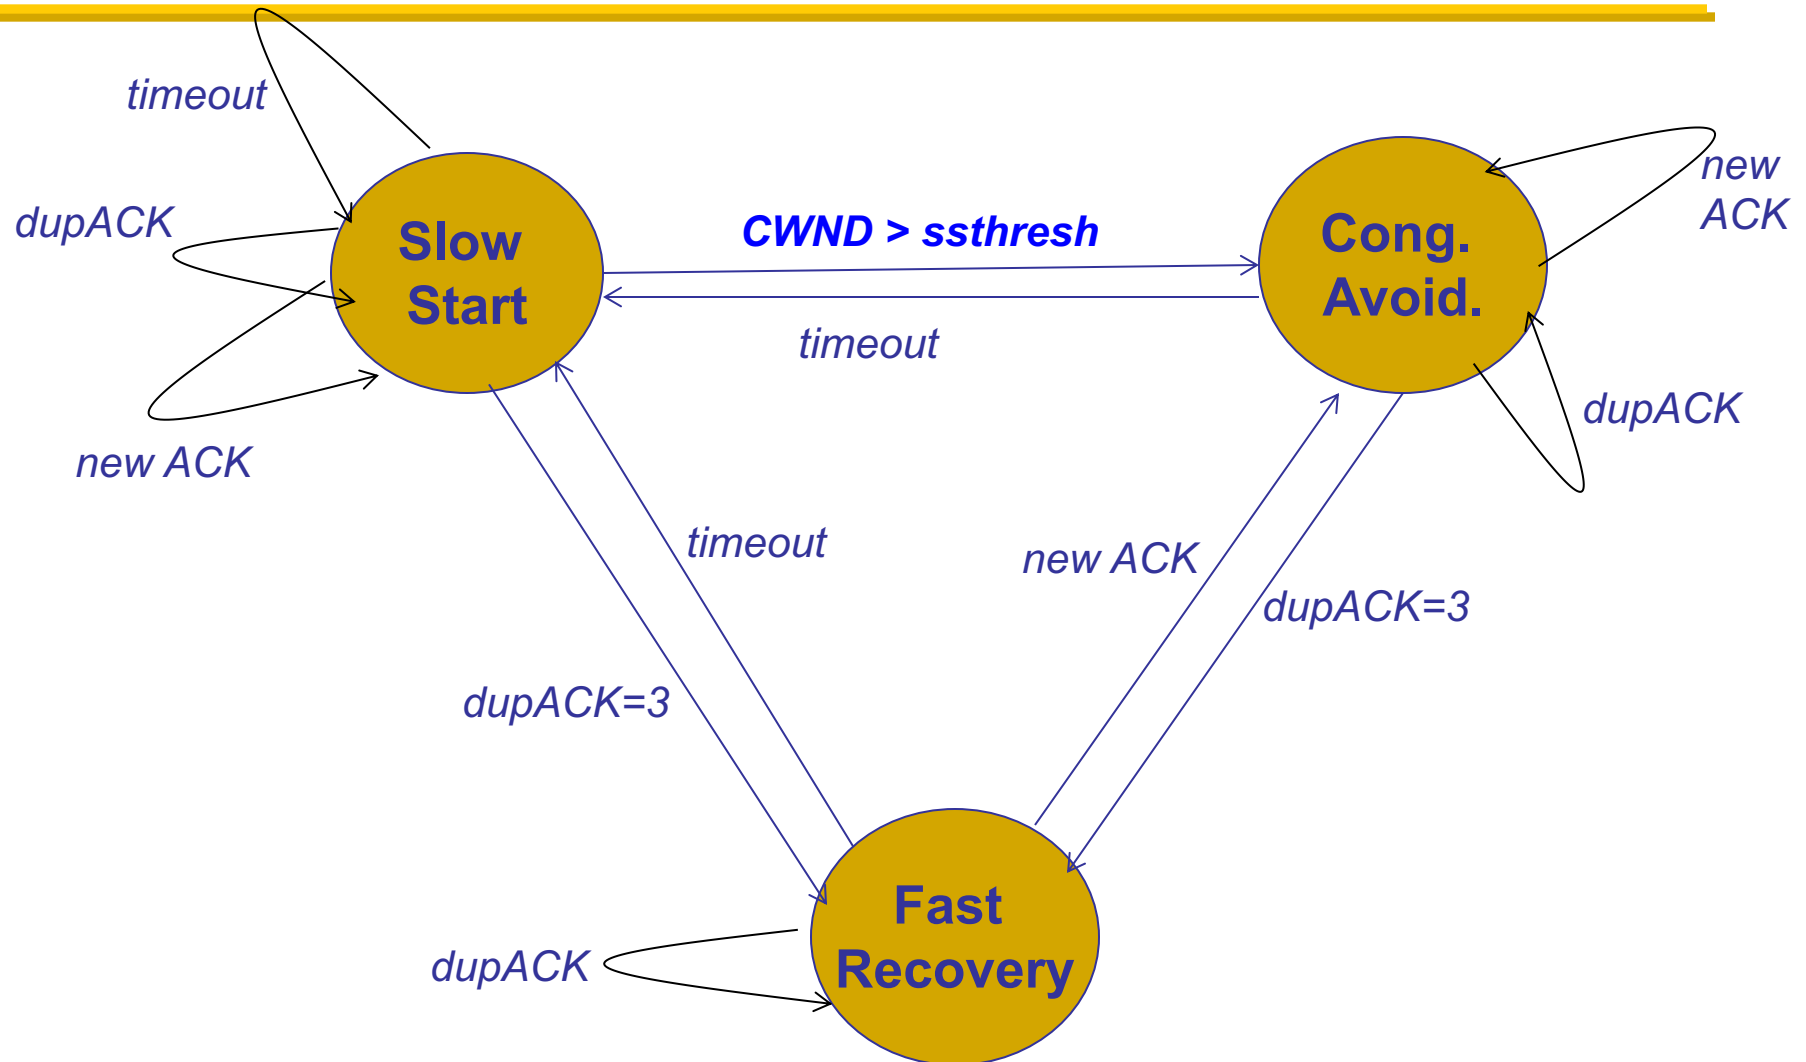 timeout
dupACK
Slow
Start
new ACK
CWND > ssthresh
timeout
Cong.
Avoid.
new
ACK
dupACK
timeout
new ACK
dupACK=3
dupACK=3
Fast
Recovery
dupACK